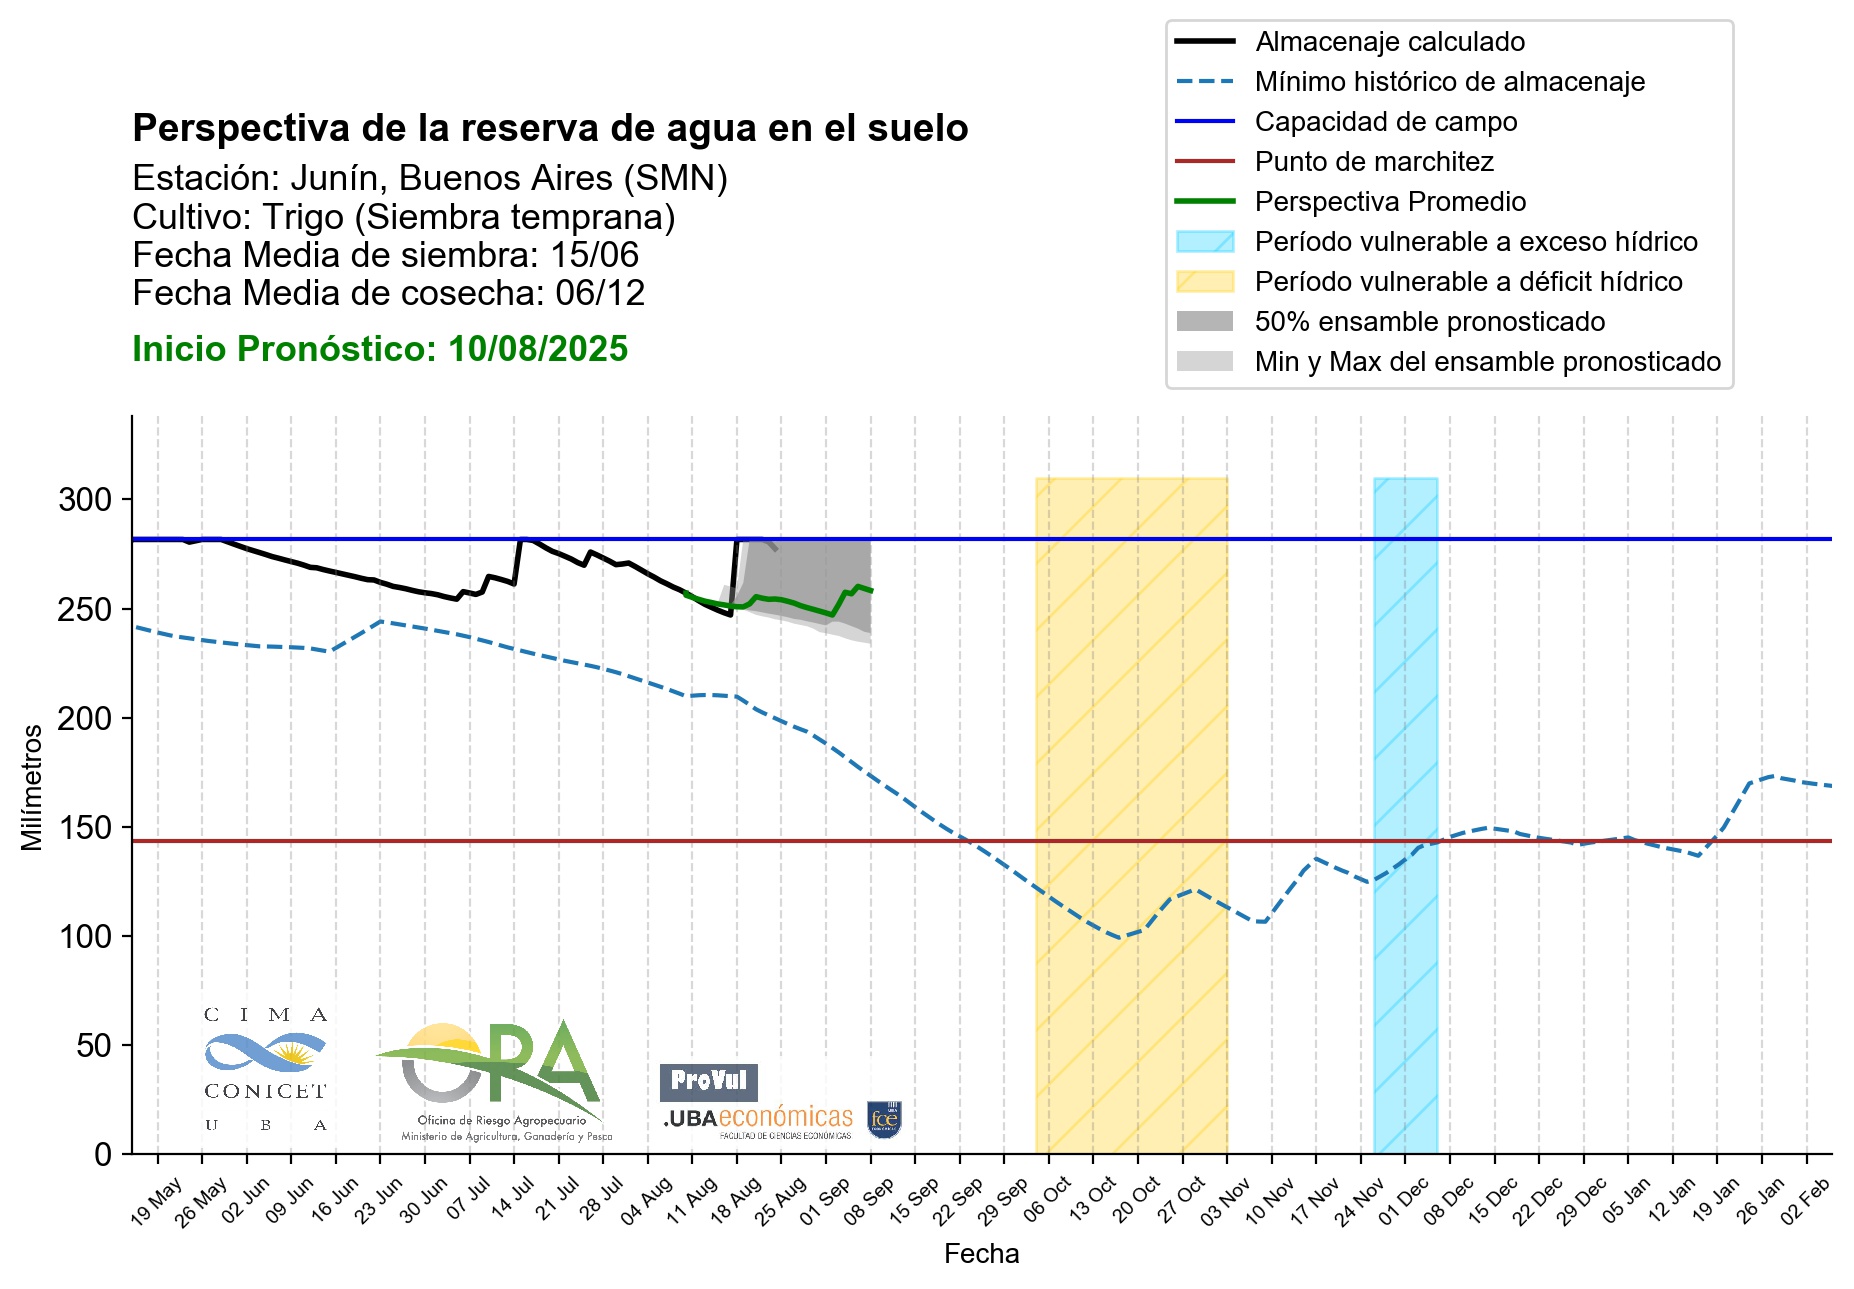 Almacenaje calculado
Mínimo histórico de almacenaje
Capacidad de campo
Punto de marchitez
Perspectiva Promedio
Período vulnerable a exceso hídrico
Período vulnerable a déficit hídrico
50% ensamble pronosticado
Min y Max del ensamble pronosticado
Perspectiva de la reserva de agua en el suelo
Estación: Junín, Buenos Aires (SMN)
Cultivo: Trigo (Siembra temprana)
Fecha Media de siembra: 15/06
Fecha Media de cosecha: 06/12
Inicio Pronóstico: 10/08/2025
Milímetros
300
250
200
150
100
50
0
CIMA
CONICET
UBA
ORA
Oficina de Riesgo Agropecuario
Ministerio de Agricultura, Ganadería y Pesca
ProVul
.UBAeconómicas
FACULTAD DE CIENCIAS ECONÓMICAS
UBA
fce
19 May
26 May
02 Jun
09 Jun
16 Jun
23 Jun
30 Jun
07 Jul
14 Jul
21 Jul
28 Jul
04 Aug
11 Aug
18 Aug
25 Aug
01 Sep
08 Sep
15 Sep
22 Sep
29 Sep
06 Oct
13 Oct
20 Oct
27 Oct
03 Nov
10 Nov
17 Nov
24 Nov
01 Dec
08 Dec
15 Dec
22 Dec
29 Dec
05 Jan
12 Jan
19 Jan
26 Jan
02 Feb
Fecha